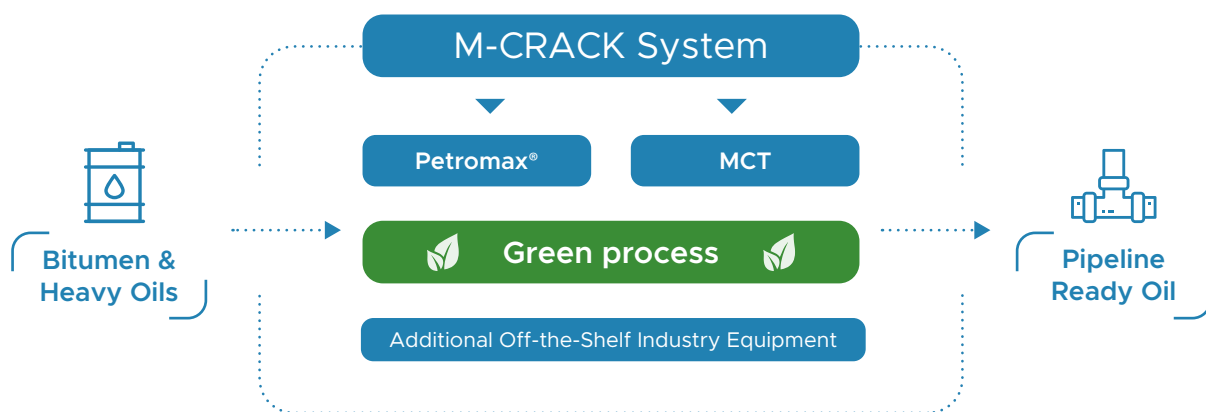 M-CRACK System
Petromax®
MCT
Bitumen &
Heavy Oils
Green process
Pipeline
Ready Oil
Additional Off-the-Shelf Industry Equipment